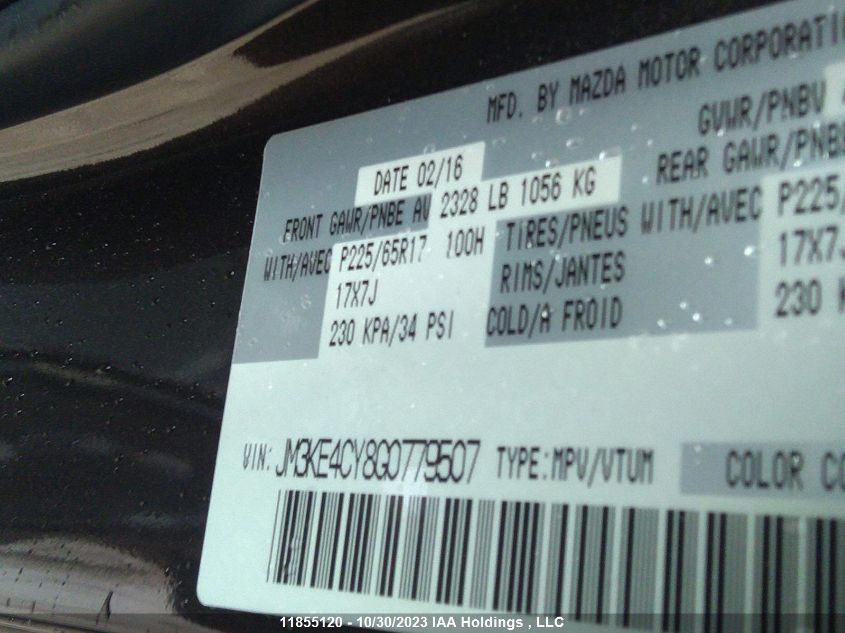 MFD. BY MAZDA MOTOR CORPORATI
DATE 02/16 GVWR/PNBV
FRONT GAWR/PNBE AV 2328 LB 1056 KG REAR GAWR/PNBE
WITH/AVEC P225/65R17 100H TIRES/PNEUS WITH/AVEC P225/
17X7J RIMS/JANTES 17X7J
230 KPA/34 PSI COLD/A FROID 230 K
VIN: JM3KE4CY8G0779507 TYPE:MPV/VTUM COLOR CO
11855120 - 10/30/2023 IAA Holdings , LLC